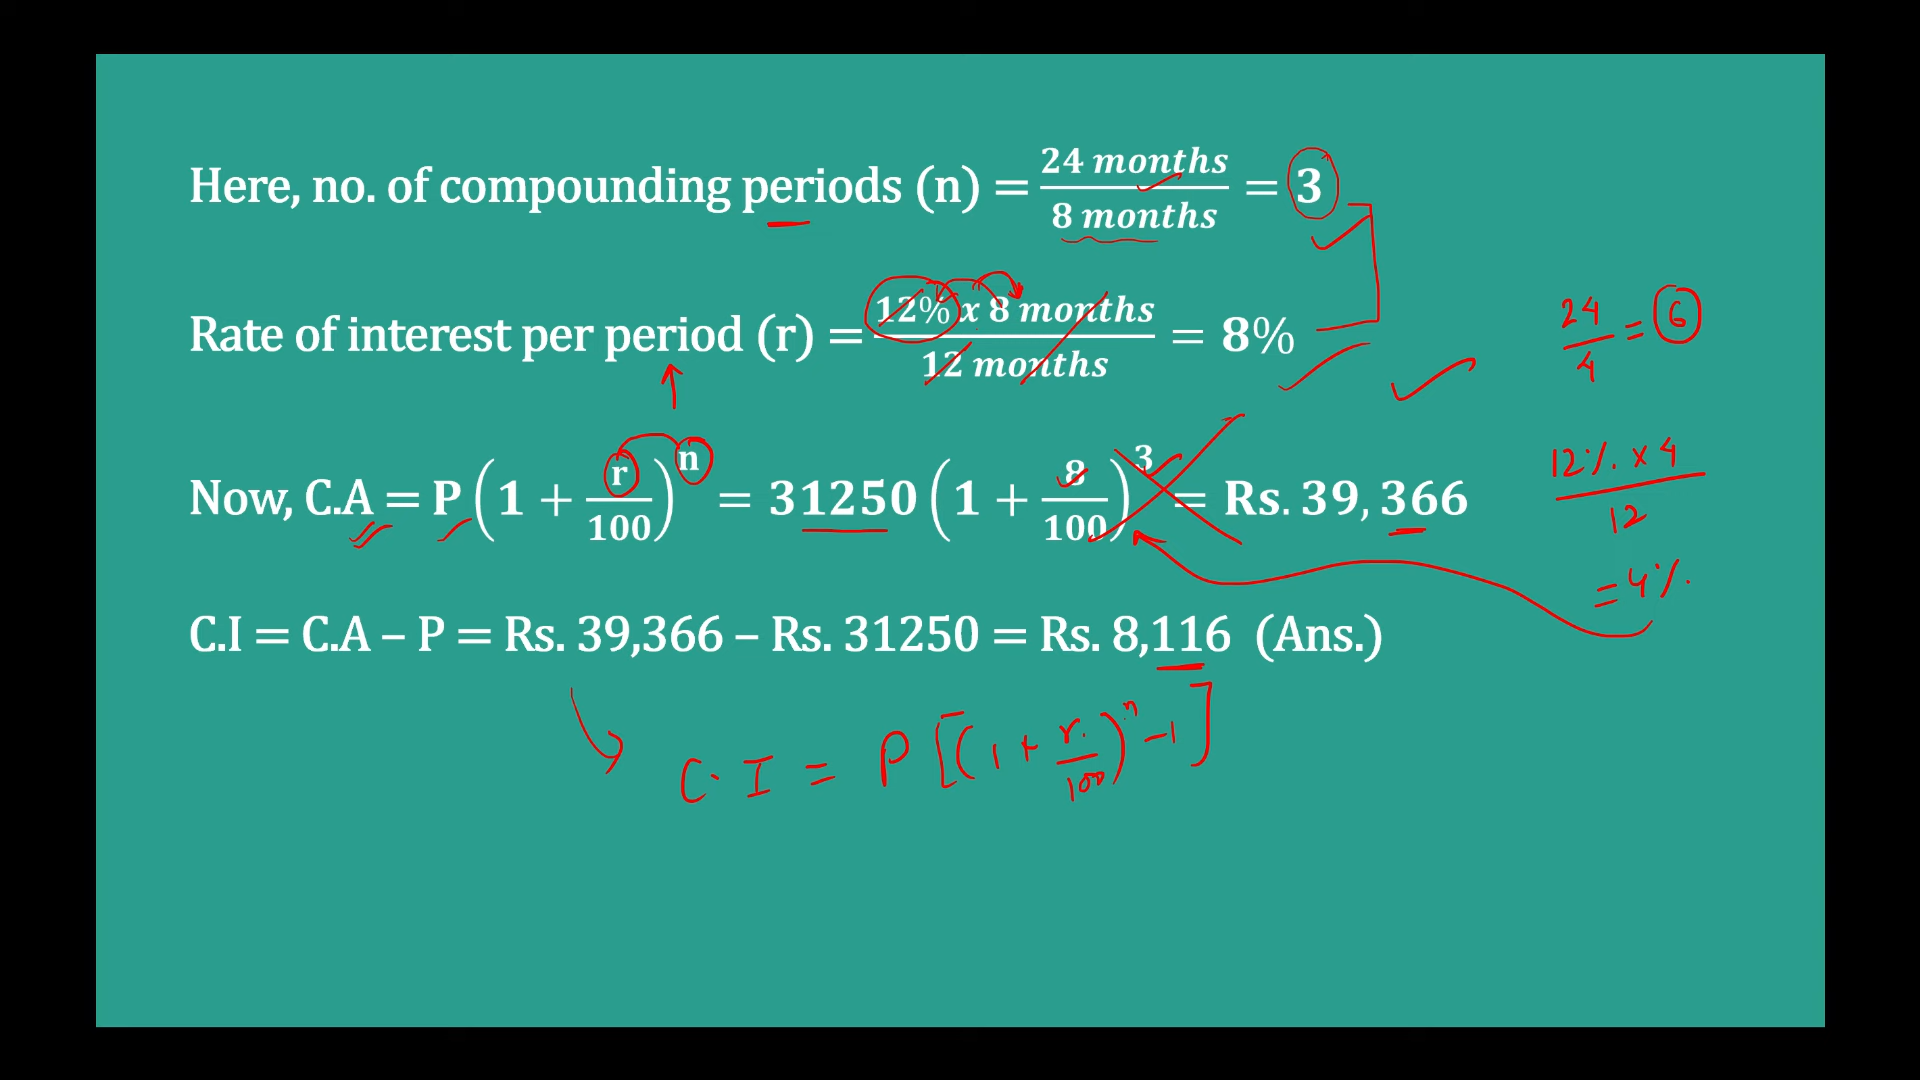 Here, no. of compounding periods (n) = 24 months / 8 months = 3
Rate of interest per period (r) = 12% x 8 months / 12 months = 8%
24 / 4 = 6
Now, C.A = P(1 + r/100)^n = 31250(1 + 8/100)^3 = Rs. 39,366
12% x 4 / 12
= 4%
C.I = C.A – P = Rs. 39,366 – Rs. 31250 = Rs. 8,116 (Ans.)
C.I = P[(1 + r/100)^n - 1]